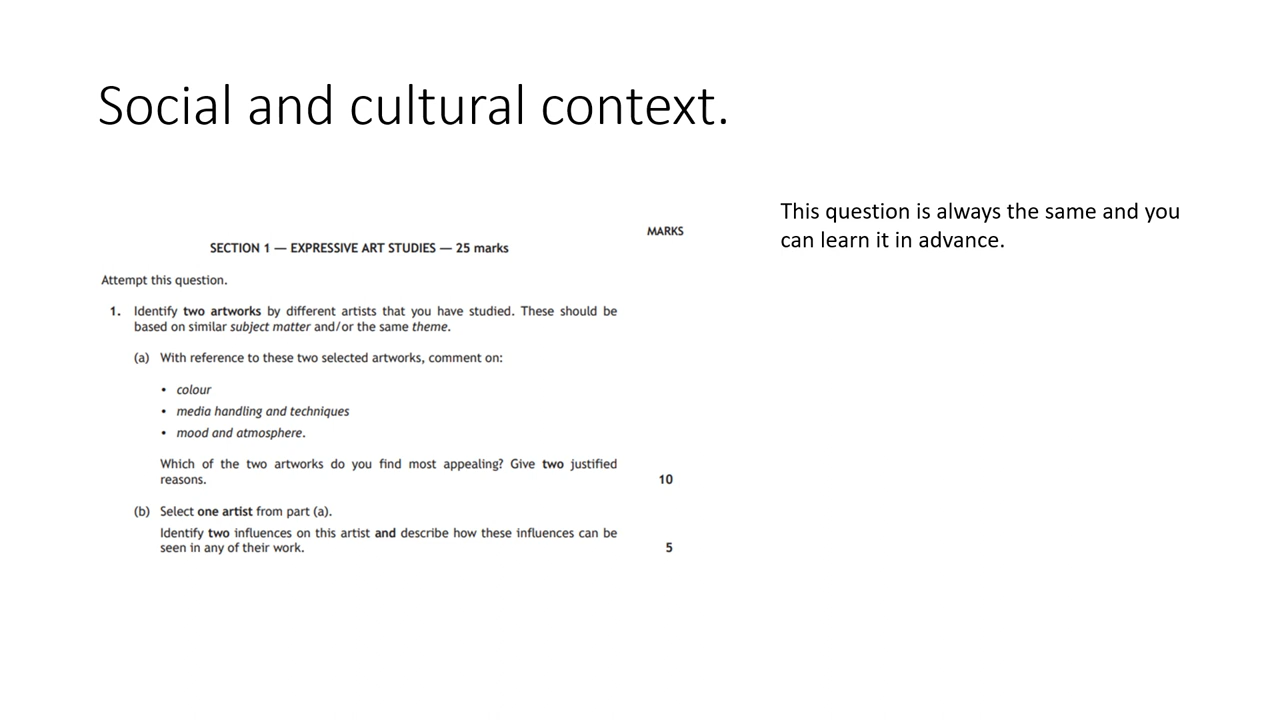 Social and cultural context.
MARKS
SECTION 1 — EXPRESSIVE ART STUDIES — 25 marks
Attempt this question.
1. Identify two artworks by different artists that you have studied. These should be
based on similar subject matter and/or the same theme.
(a) With reference to these two selected artworks, comment on:
• colour
• media handling and techniques
• mood and atmosphere.
Which of the two artworks do you find most appealing? Give two justified
reasons. 10
(b) Select one artist from part (a).
Identify two influences on this artist and describe how these influences can be
seen in any of their work. 5
This question is always the same and you
can learn it in advance.